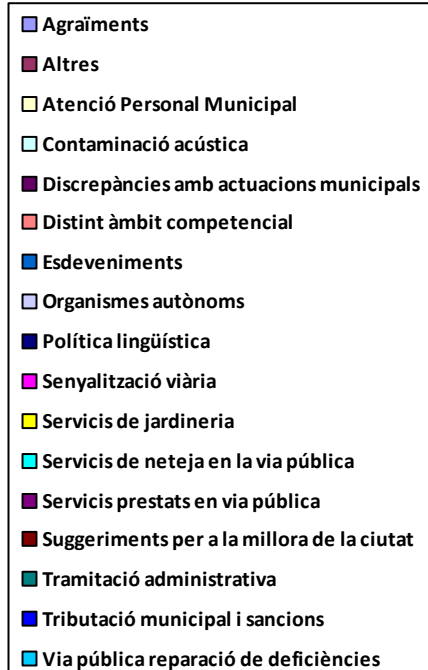 Agraïments
Altres
Atenció Personal Municipal
Contaminació acústica
Discrepàncies amb actuacions municipals
Distint àmbit competencial
Esdeveniments
Organismes autònoms
Política lingüística
Senyalització viària
Servicis de jardineria
Servicis de neteja en la via pública
Servicis prestats en via pública
Suggeriments per a la millora de la ciutat
Tramitació administrativa
Tributació municipal i sancions
Via pública reparació de deficiències